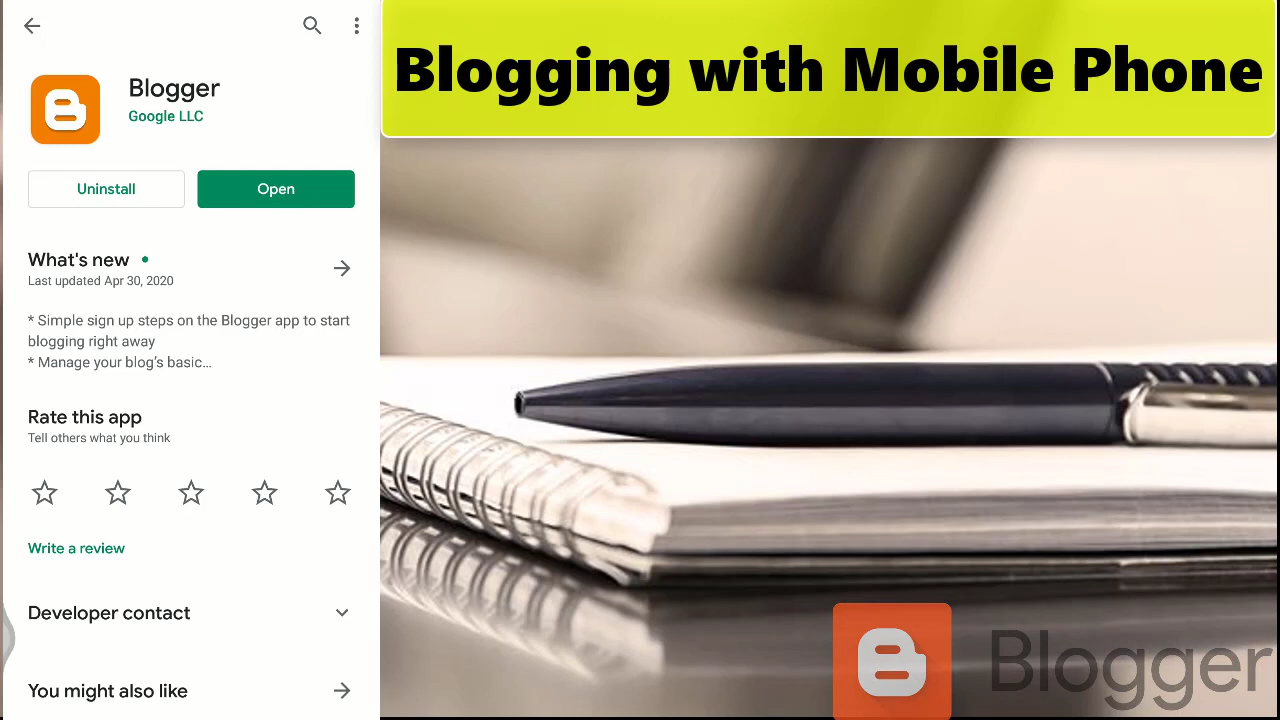 Blogger
Google LLC
Uninstall
Open
What's new
Last updated Apr 30, 2020
* Simple sign up steps on the Blogger app to start
blogging right away
* Manage your blog's basic...
Rate this app
Tell others what you think
Write a review
Developer contact
You might also like
Blogging with Mobile Phone
Blogger